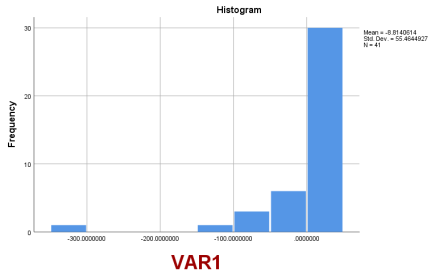 Histogram
Mean = -8.8140614
Std. Dev. = 55.4644927
N = 41
Frequency
30
20
10
0
-300.0000000 -200.0000000 -100.0000000 .0000000
VAR1